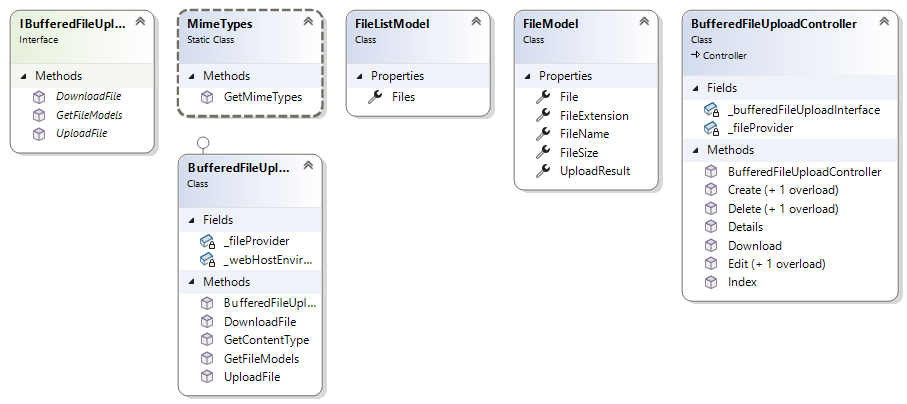 IBufferedFileUpl...
Interface
Methods
DownloadFile
GetFileModels
UploadFile
MimeTypes
Static Class
Methods
GetMimeTypes
FileListModel
Class
Properties
Files
FileModel
Class
Properties
File
FileExtension
FileName
FileSize
UploadResult
BufferedFileUploadController
Class
Controller
Fields
_bufferedFileUploadInterface
_fileProvider
Methods
BufferedFileUploadController
Create (+ 1 overload)
Delete (+ 1 overload)
Details
Download
Edit (+ 1 overload)
Index
BufferedFileUpl...
Class
Fields
_fileProvider
_webHostEnvir...
Methods
BufferedFileUpl...
DownloadFile
GetContentType
GetFileModels
UploadFile